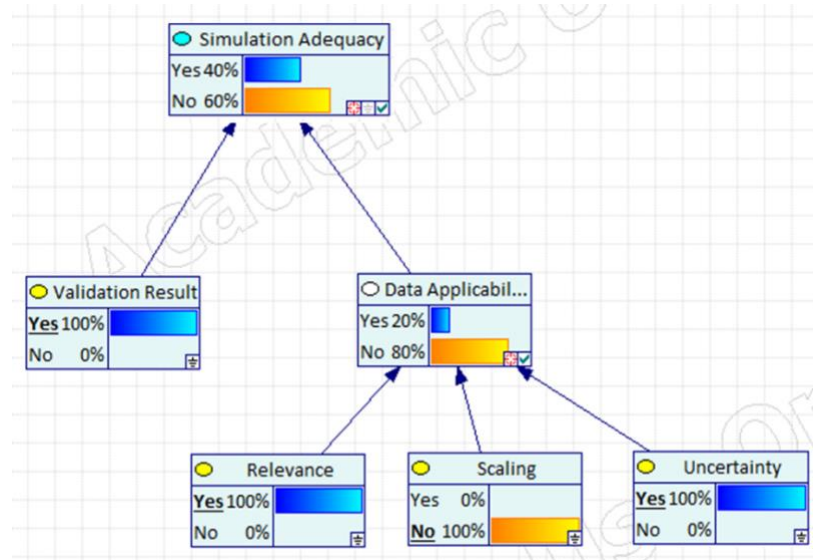 Simulation Adequacy
Yes 40%
No 60%
Academic
Validation Result
Yes 100%
No 0%
Data Applicabil...
Yes 20%
No 80%
Relevance
Yes 100%
No 0%
Scaling
Yes 0%
No 100%
Uncertainty
Yes 100%
No 0%